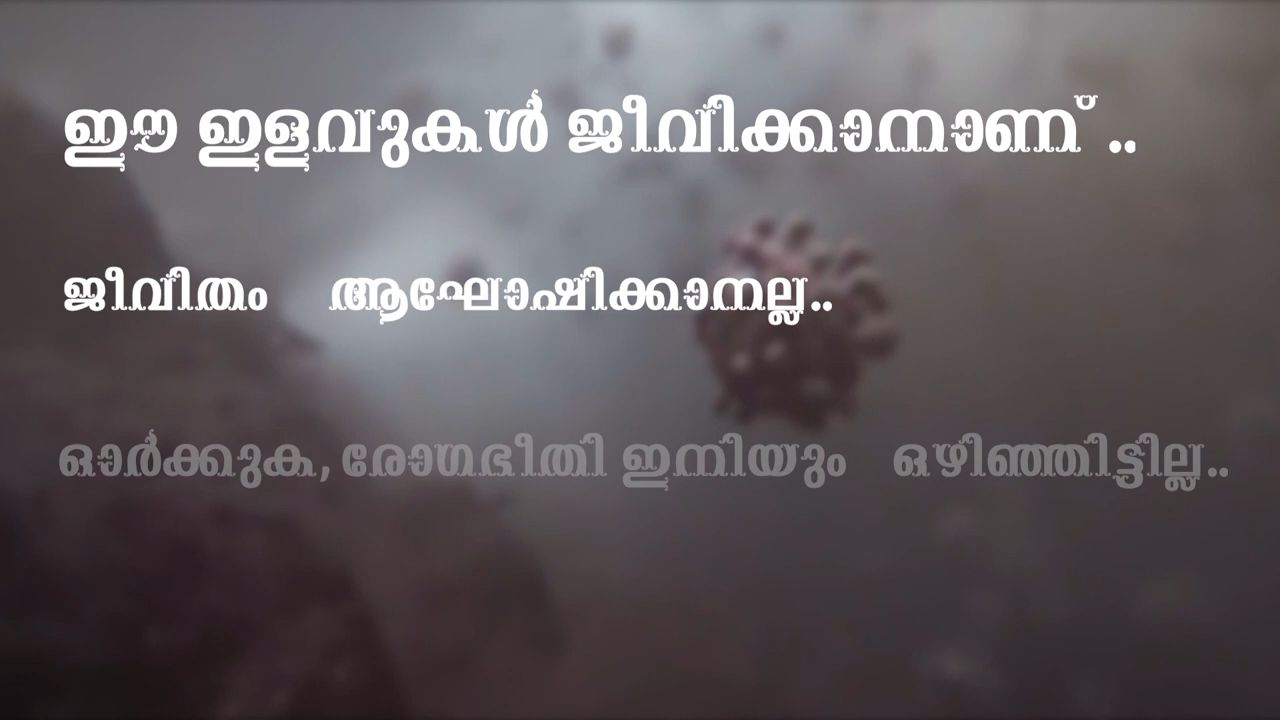 ഈ ഇളവുകൾ ജീവിക്കാനാണ് ..
ജീവിതം ആഘോഷിക്കാനല്ല..
ഓർക്കുക, രോഗഭീതി ഇനിയും ഒഴിഞ്ഞിട്ടില്ല..